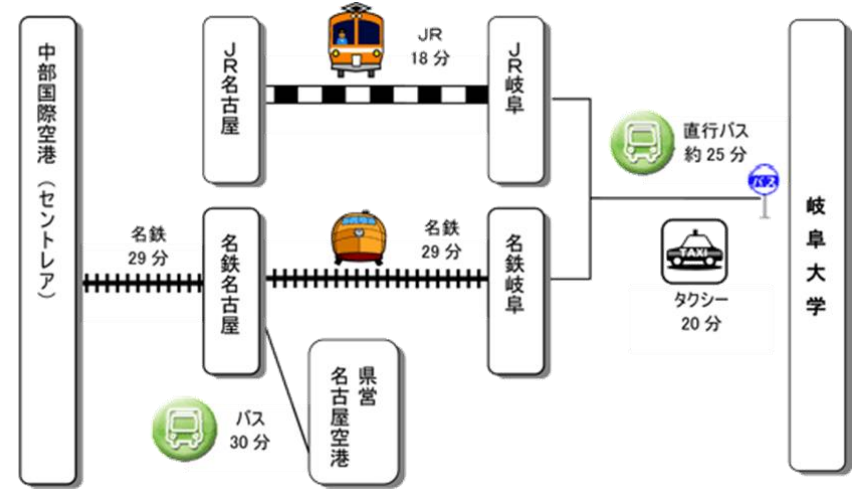 中部国際空港（セントレア）
JR名古屋
JR
18分
JR岐阜
直行バス
約25分
バス
岐阜大学
名鉄
29分
名鉄名古屋
名鉄
29分
名鉄岐阜
TAXI
タクシー
20分
バス
30分
県営
名古屋空港